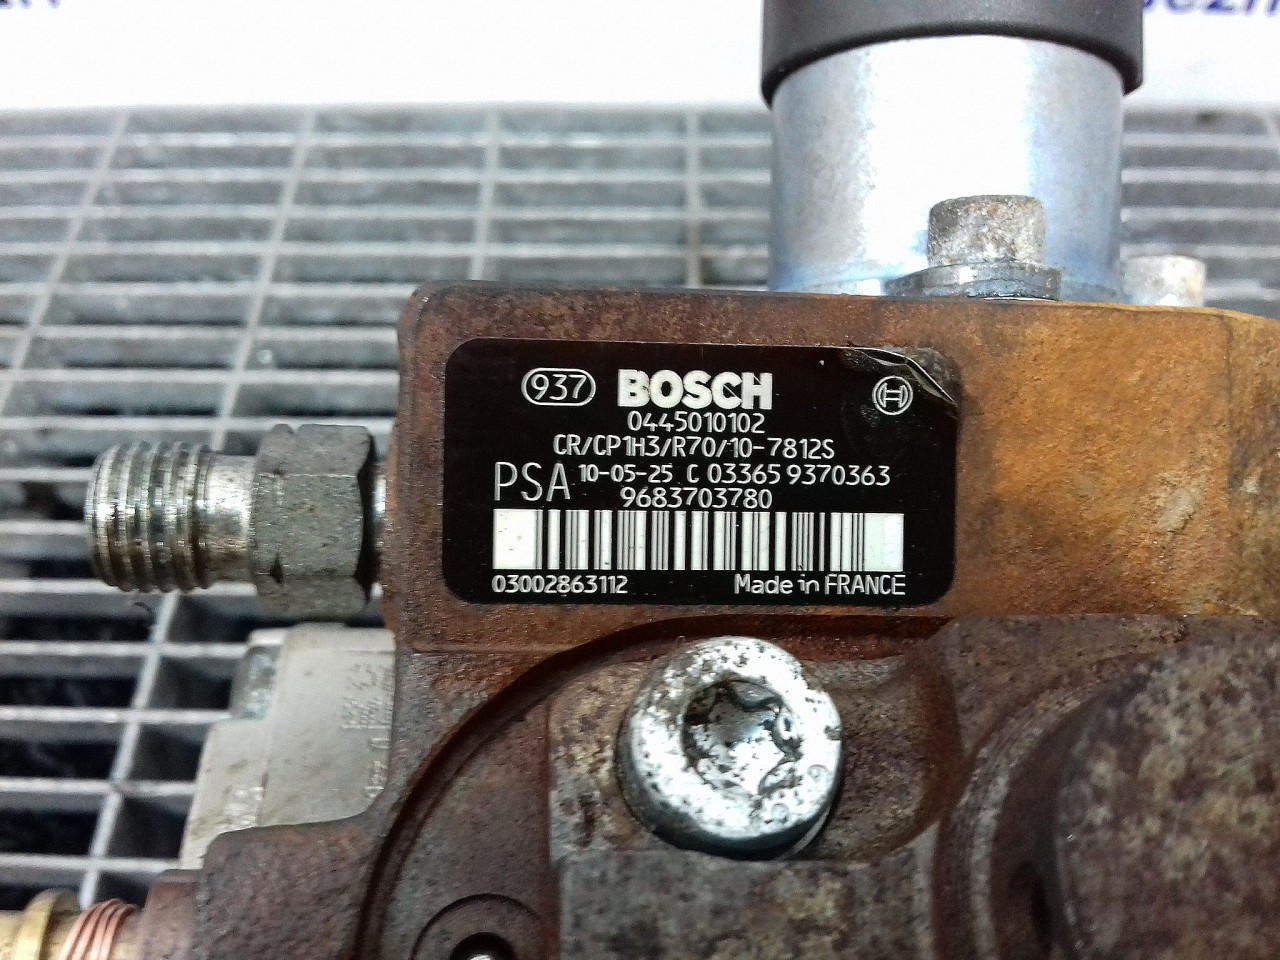 937 BOSCH
0445010102
CR/CP1H3/R70/10-7812S
PSA 10-05-25 C 03365 9370363
9683703780
03002863112 Made in FRANCE